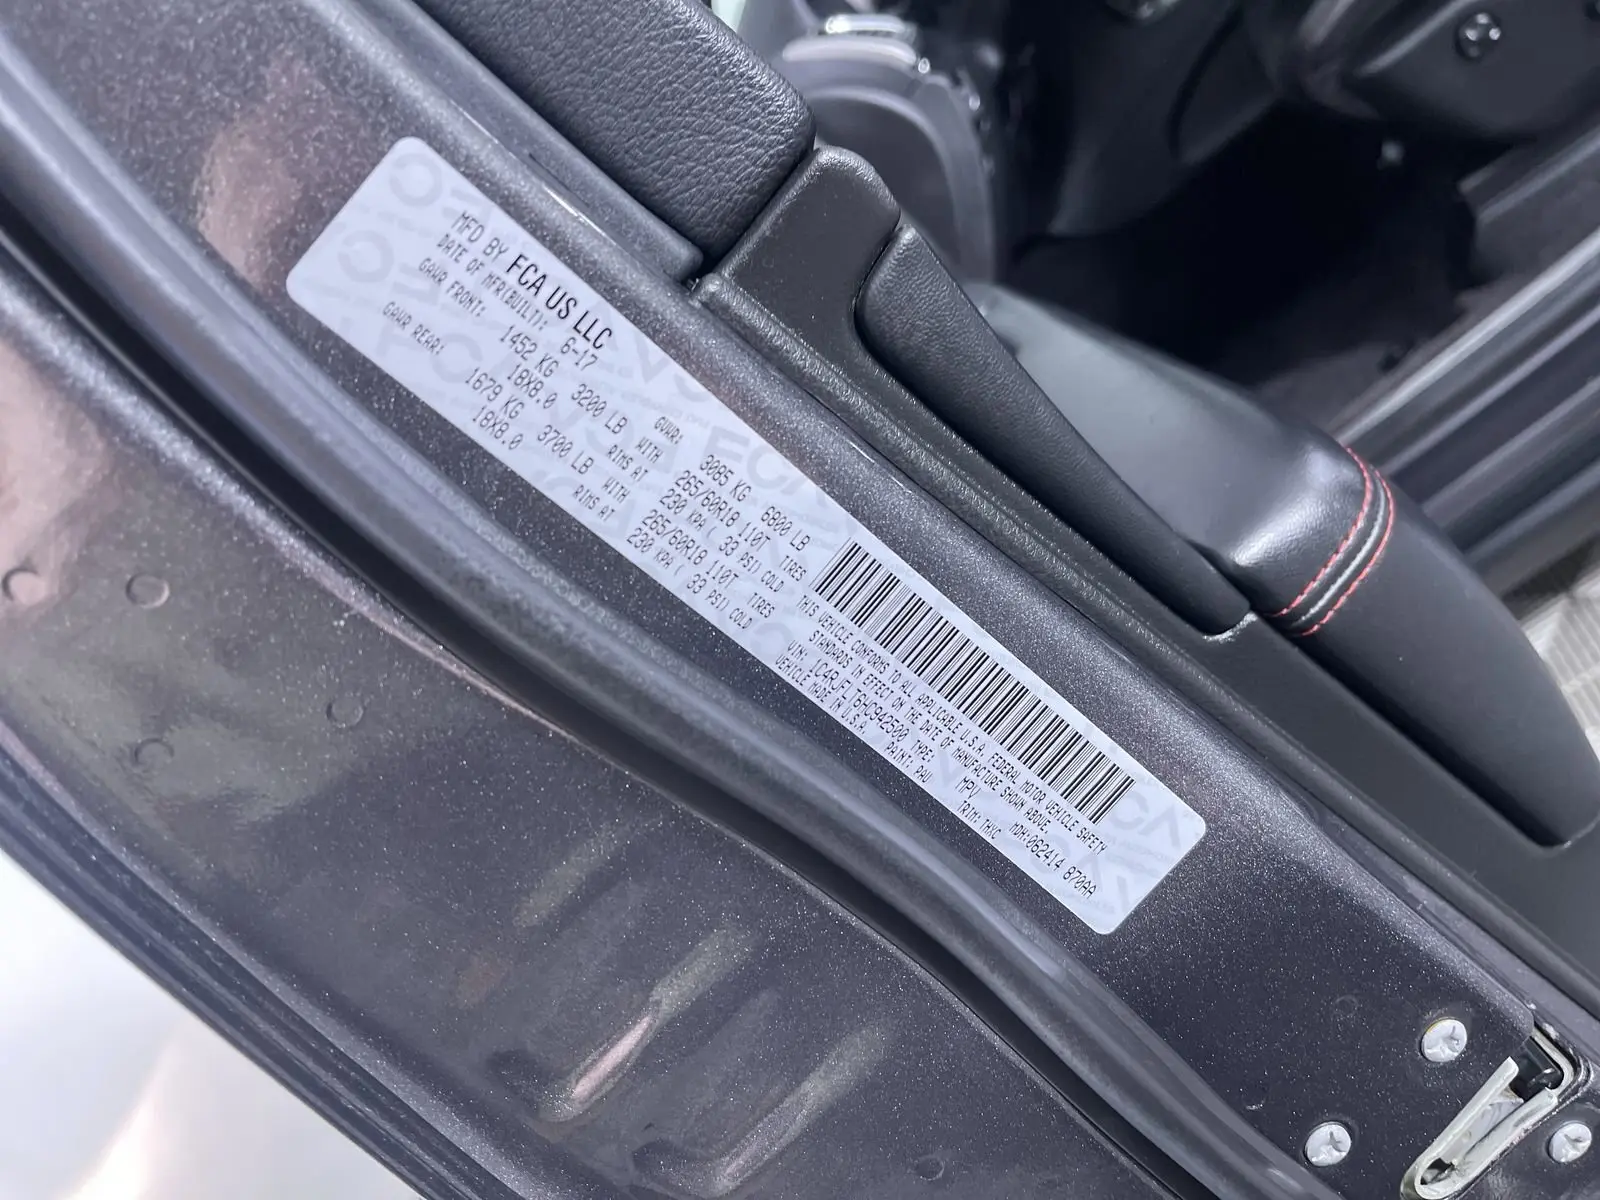 MFD BY FCA US LLC
DATE OF MFR(BUILT): 6-17 GVWR: 3085 KG 6800 LB
GAWR FRONT: 1452 KG 3200 LB WITH 265/60R18 110T TIRES
18X8.0 RIMS AT 230 KPA( 33 PSI) COLD
GAWR REAR: 1679 KG 3700 LB WITH 265/60R18 110T TIRES
18X8.0 RIMS AT 230 KPA( 33 PSI) COLD
THIS VEHICLE CONFORMS TO ALL APPLICABLE U.S.A. FEDERAL MOTOR VEHICLE SAFETY
STANDARDS IN EFFECT ON THE DATE OF MANUFACTURE SHOWN ABOVE.
VIN: 1C4RJFLT6HC942500 TYPE: MPV MDH:062414 870AA
VEHICLE MADE IN U.S.A. PAINT: PAU TRIM: THXC